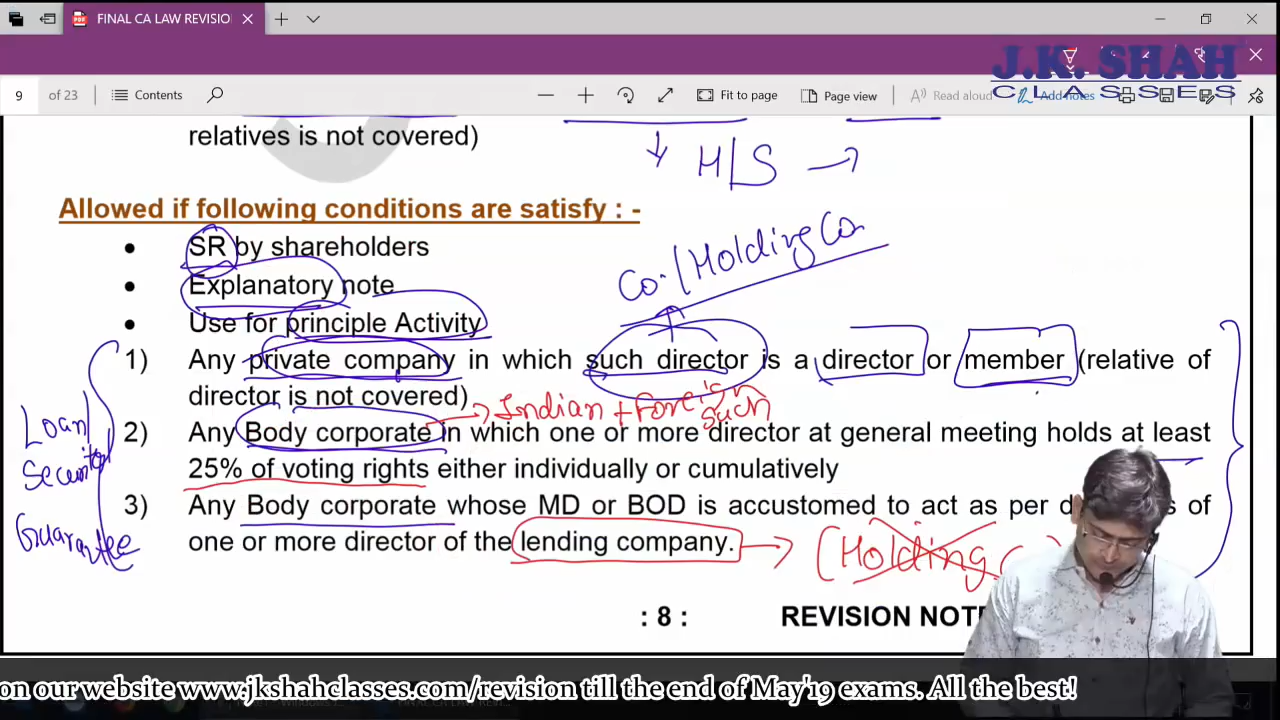 FINAL CA LAW REVISION
J.K. SHAH
CLASSES
9 of 23 Contents Fit to page Page view Read aloud Add notes
relatives is not covered)
H/S →
Allowed if following conditions are satisfy : -
• SR by shareholders
• Explanatory note
Co. / Holding Co.
• Use for principle Activity
1) Any private company in which such director is a director or member (relative of
director is not covered)
Indian + Foreign
such
Loan
2) Any Body corporate in which one or more director at general meeting holds at least
25% of voting rights either individually or cumulatively
Security
3) Any Body corporate whose MD or BOD is accustomed to act as per of
one or more director of the lending company. → (Holding
Guarantee
: 8 : REVISION
on our website www.jkshahclasses.com/revision till the end of May'19 exams. All the best!